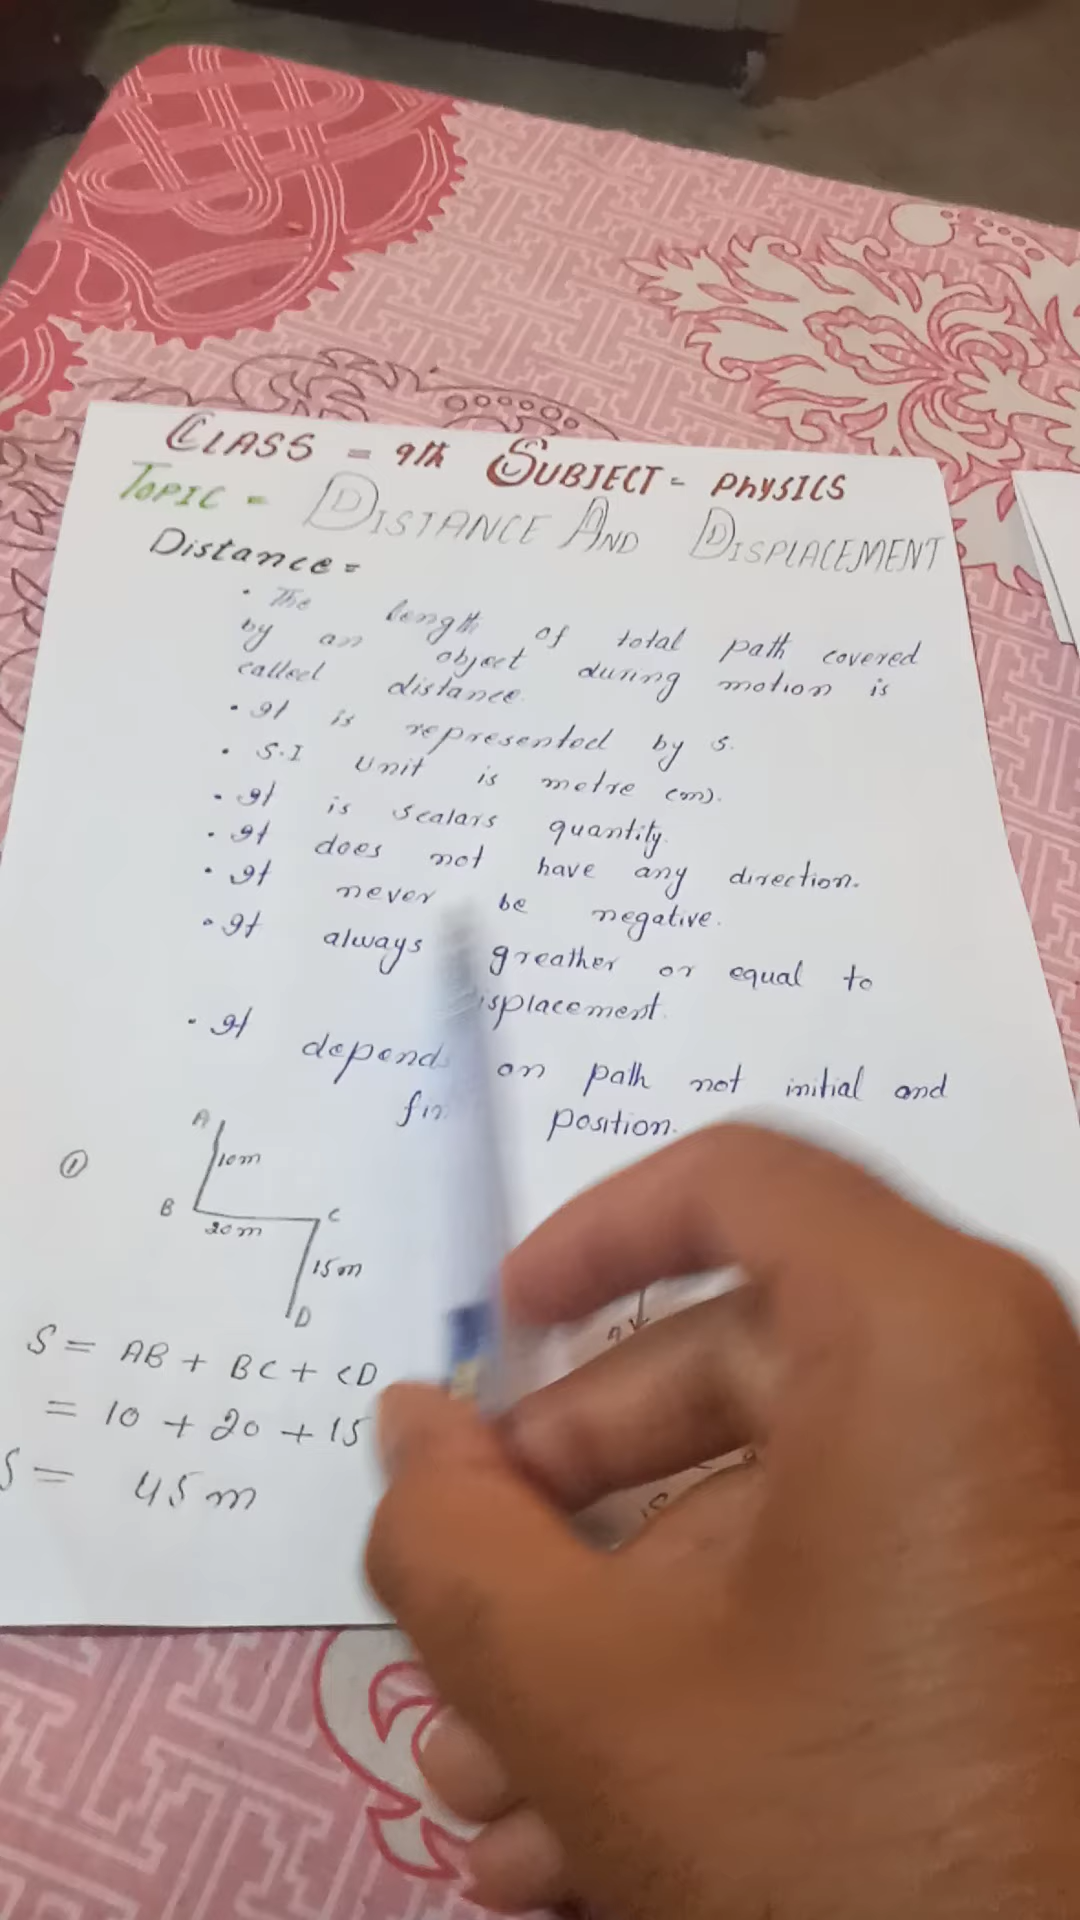 CLASS = 9th SUBJECT = PHYSICS
TOPIC = DISTANCE AND DISPLACEMENT
Distance =
• The length of total path covered
by an object during motion is
called distance.
• It is represented by s.
• S.I Unit is metre (m).
• It is scalars quantity.
• It does not have any direction.
• It never be negative.
• It always greather or equal to
isplacement.
• It depend on path not initial and
position.
①
A
10m
B
20m
C
15m
D
S = AB + BC + CD
= 10 + 20 + 15
S = 45m